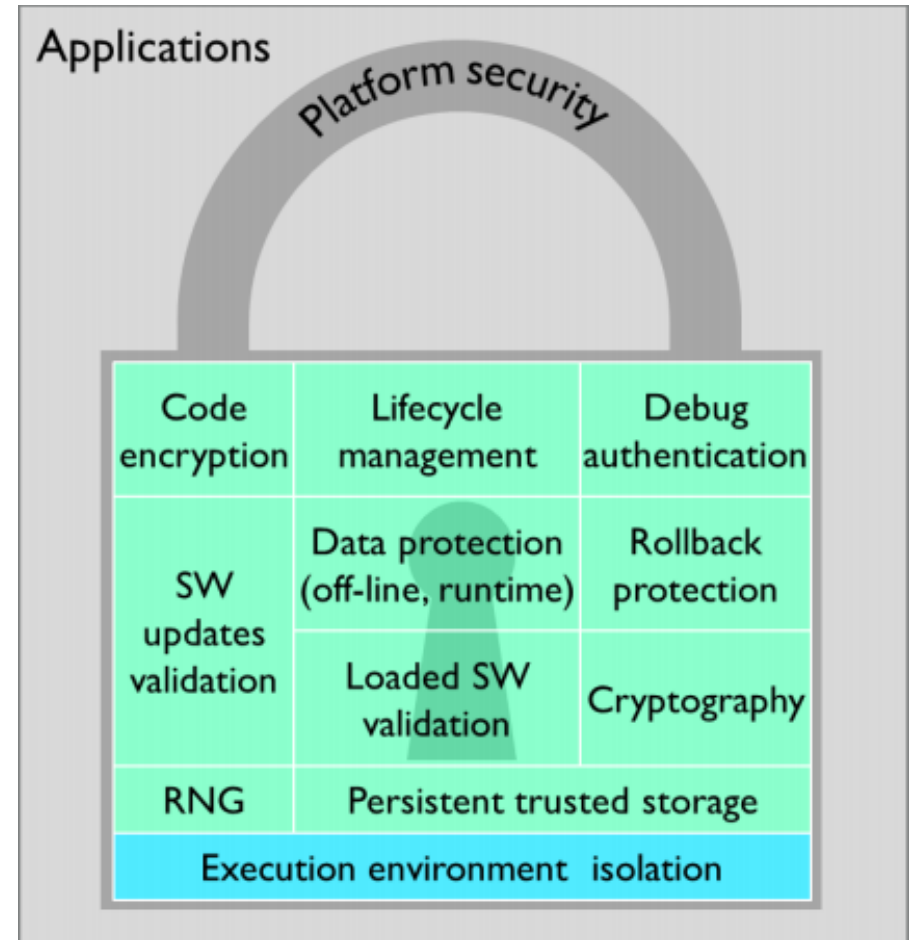 Applications
Platform security
Code
encryption
Lifecycle
management
Debug
authentication
SW
updates
validation
Data protection
(off-line, runtime)
Rollback
protection
Loaded SW
validation
Cryptography
RNG
Persistent trusted storage
Execution environment isolation